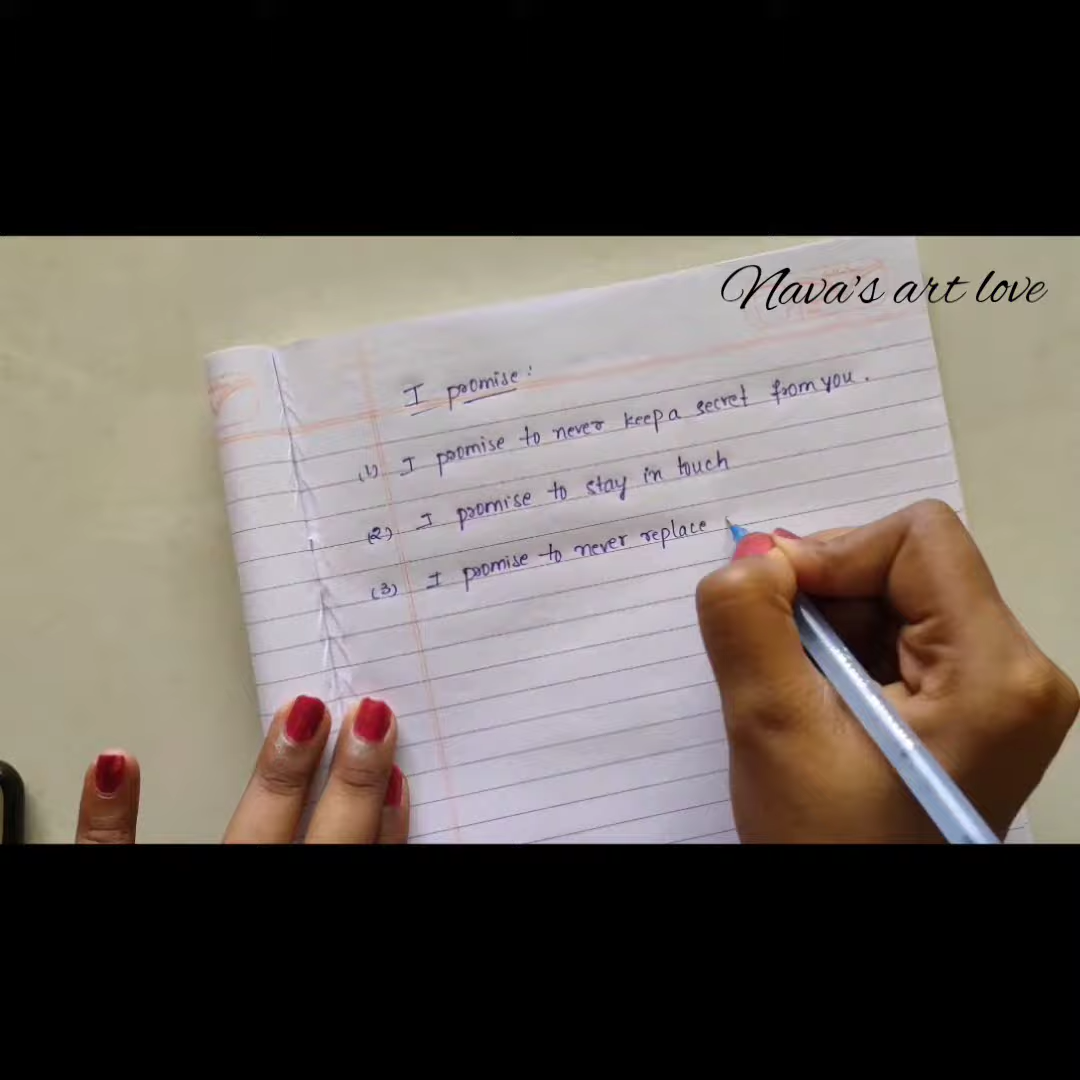 Nava's art love
I promise:
(1) I promise to never keep a secret from you.
(2) I promise to stay in touch
(3) I promise to never replace